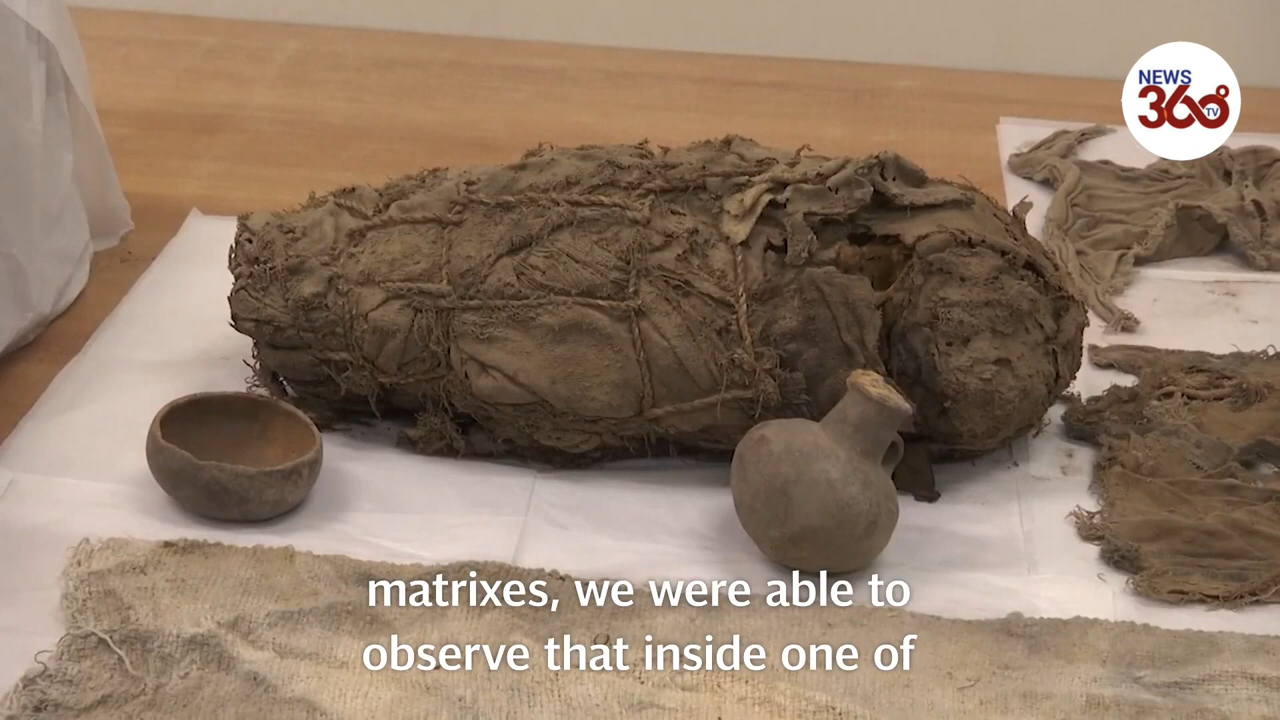 NEWS
360°
TV
matrixes, we were able to
observe that inside one of